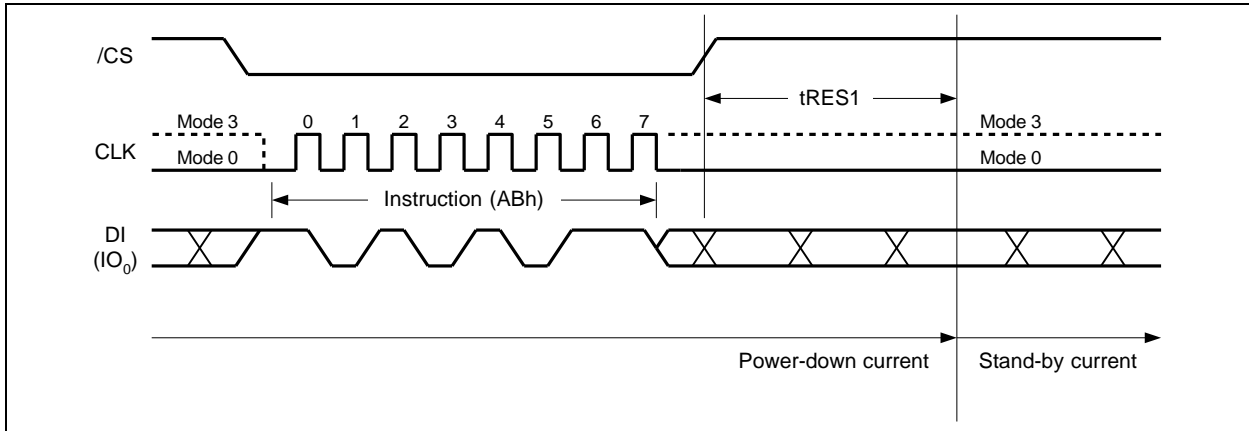 /CS
tRES1
0 1 2 3 4 5 6 7
Mode 3 Mode 3
CLK
Mode 0 Mode 0
Instruction (ABh)
DI
(IO₀)
Power-down current Stand-by current